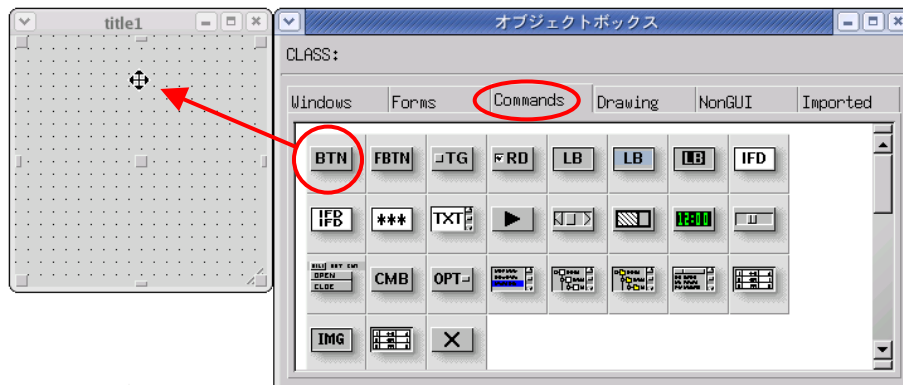 title1
オブジェクトボックス
CLASS:
Windows Forms Commands Drawing NonGUI Imported
BTN FBTN TG RD LB LB LB IFD
IFD IFD *** TXT 12:00
OPEN CMB OPT
IMG